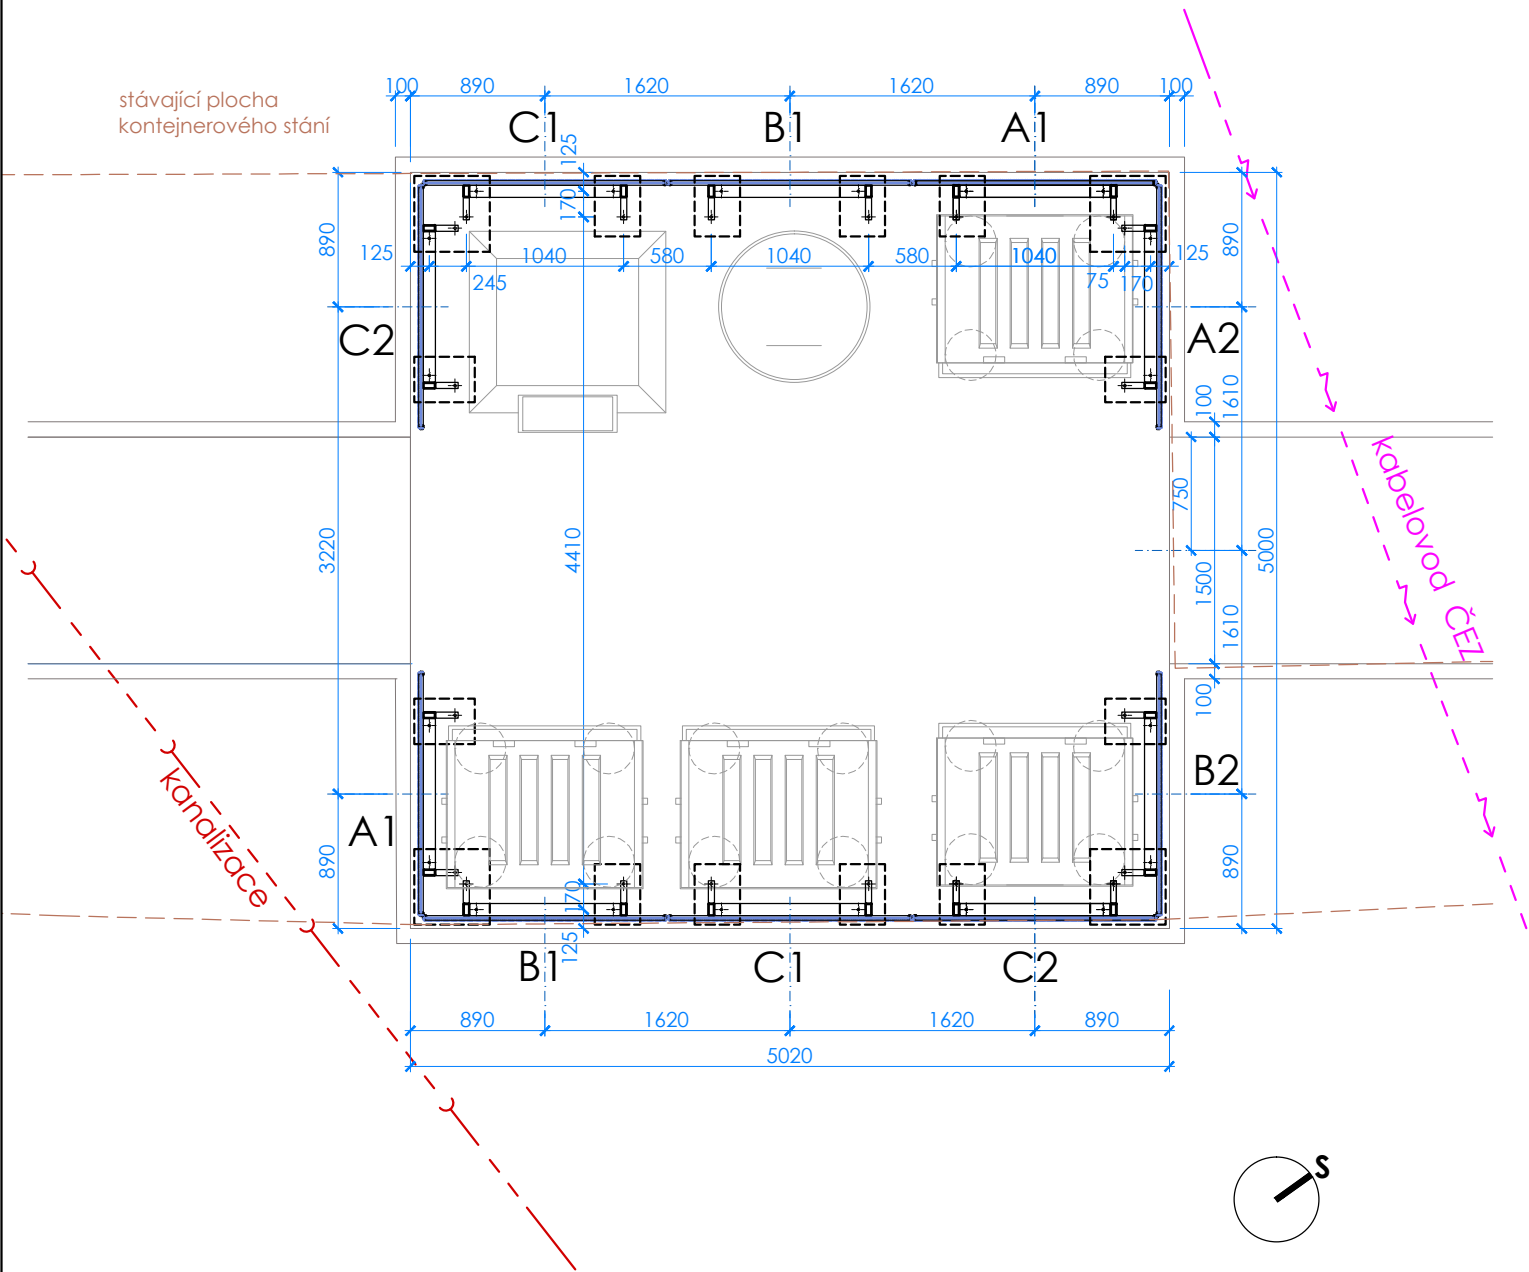 100 890 1620 1620 890 100
stávající plocha
kontejnerového stání
C1 B1 A1
125
170
890
890
125 1040 580 1040 580 1040 125
245 75 170
C2 A2
100
1610
750
3220
4410
5000
1500
1610
100
kabelovod ČEZ
kanalizace
A1 B2
890
890
170
125
B1 C1 C2
890 1620 1620 890
5020
S